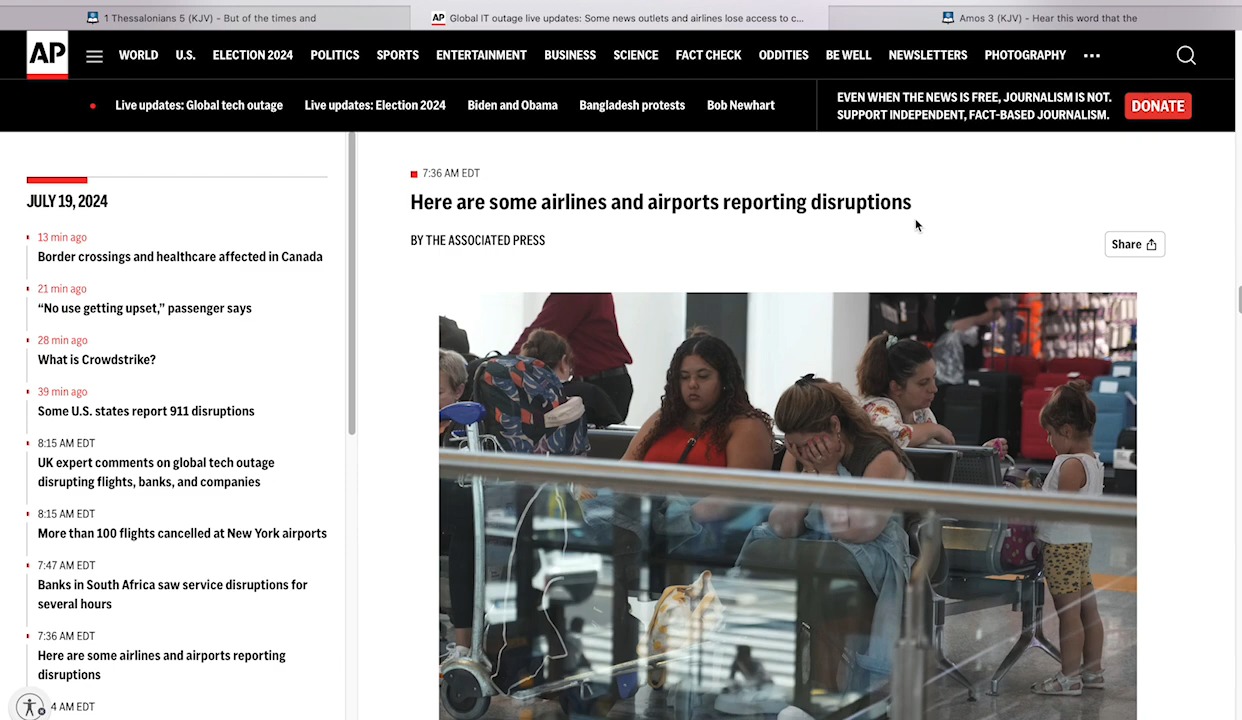 1 Thessalonians 5 (KJV) - But of the times and
Global IT outage live updates: Some news outlets and airlines lose access to c...
Amos 3 (KJV) - Hear this word that the
AP
WORLD U.S. ELECTION 2024 POLITICS SPORTS ENTERTAINMENT BUSINESS SCIENCE FACT CHECK ODDITIES BE WELL NEWSLETTERS PHOTOGRAPHY
Live updates: Global tech outage Live updates: Election 2024 Biden and Obama Bangladesh protests Bob Newhart
EVEN WHEN THE NEWS IS FREE, JOURNALISM IS NOT.
SUPPORT INDEPENDENT, FACT-BASED JOURNALISM.
DONATE
JULY 19, 2024
13 min ago
Border crossings and healthcare affected in Canada
21 min ago
“No use getting upset,” passenger says
28 min ago
What is Crowdstrike?
39 min ago
Some U.S. states report 911 disruptions
8:15 AM EDT
UK expert comments on global tech outage
disrupting flights, banks, and companies
8:15 AM EDT
More than 100 flights cancelled at New York airports
7:47 AM EDT
Banks in South Africa saw service disruptions for
several hours
7:36 AM EDT
Here are some airlines and airports reporting
disruptions
4 AM EDT
7:36 AM EDT
Here are some airlines and airports reporting disruptions
BY THE ASSOCIATED PRESS
Share